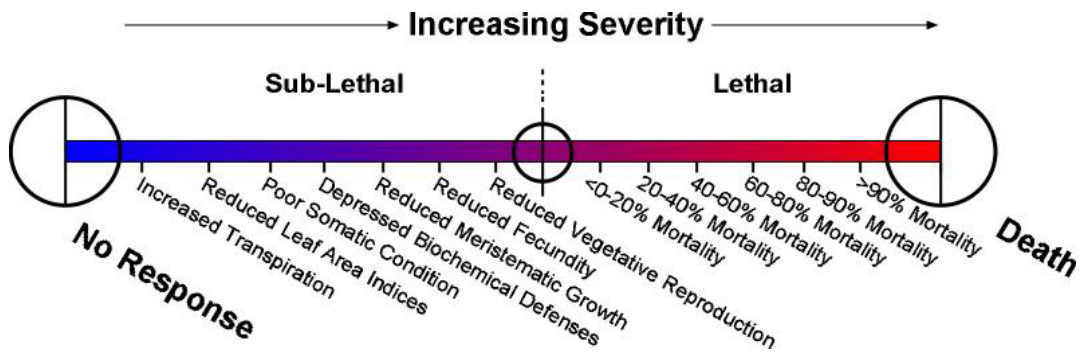 Increasing Severity
Sub-Lethal
Lethal
No Response
Increased Transpiration
Reduced Leaf Area Indices
Poor Somatic Condition
Depressed Biochemical Defenses
Reduced Meristematic Growth
Reduced Fecundity
Reduced Vegetative Reproduction
<0-20% Mortality
20-40% Mortality
40-60% Mortality
60-80% Mortality
80-90% Mortality
>90% Mortality
Death